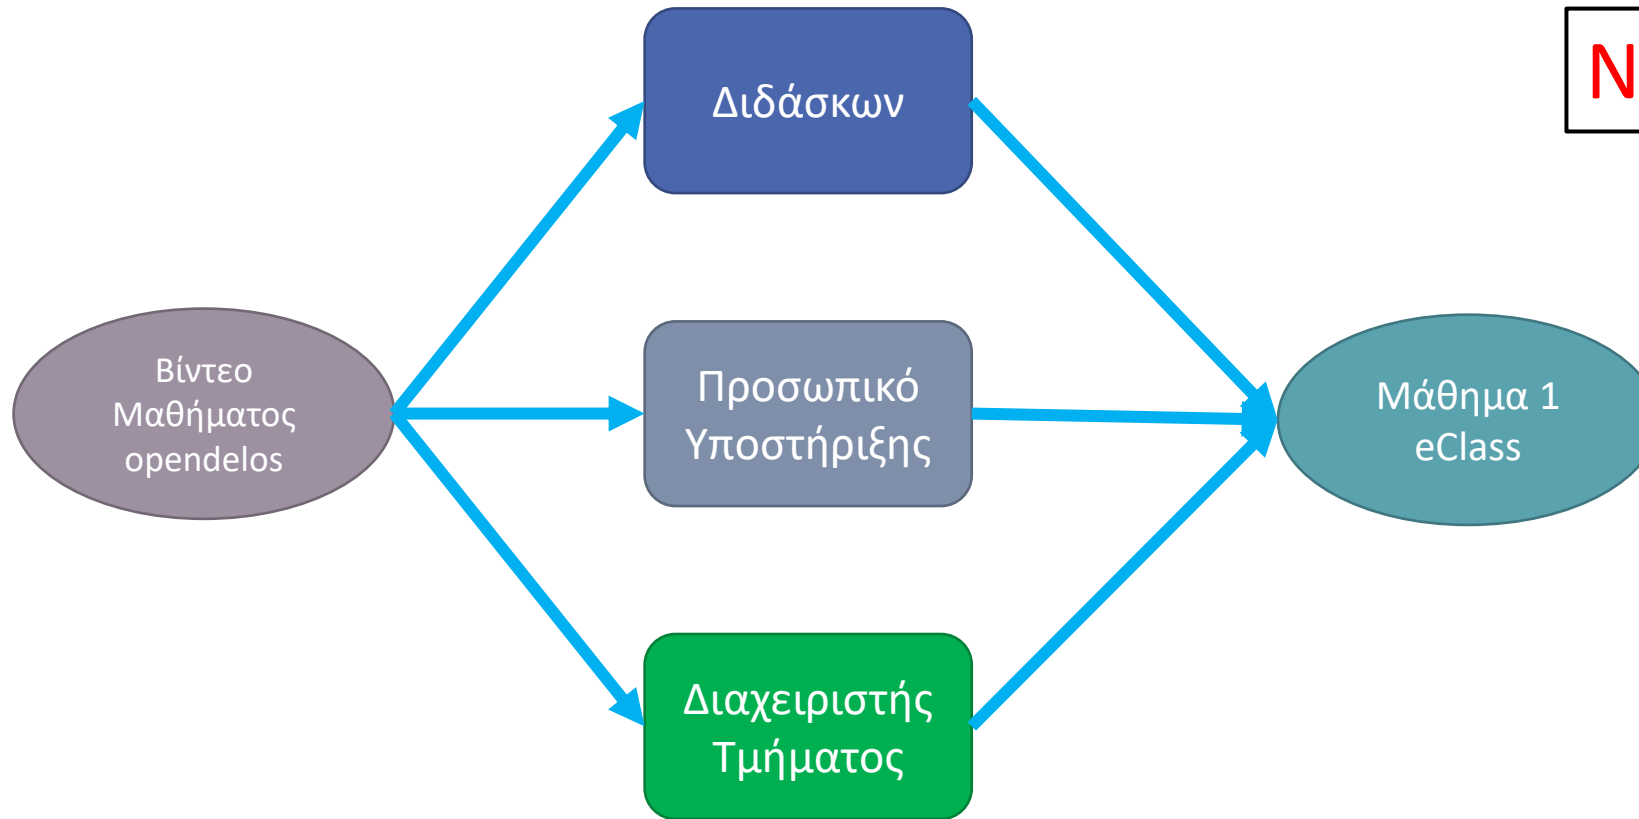 Διδάσκων
Βίντεο
Μαθήματος
opendelos
Προσωπικό
Υποστήριξης
Μάθημα 1
eClass
Διαχειριστής
Τμήματος